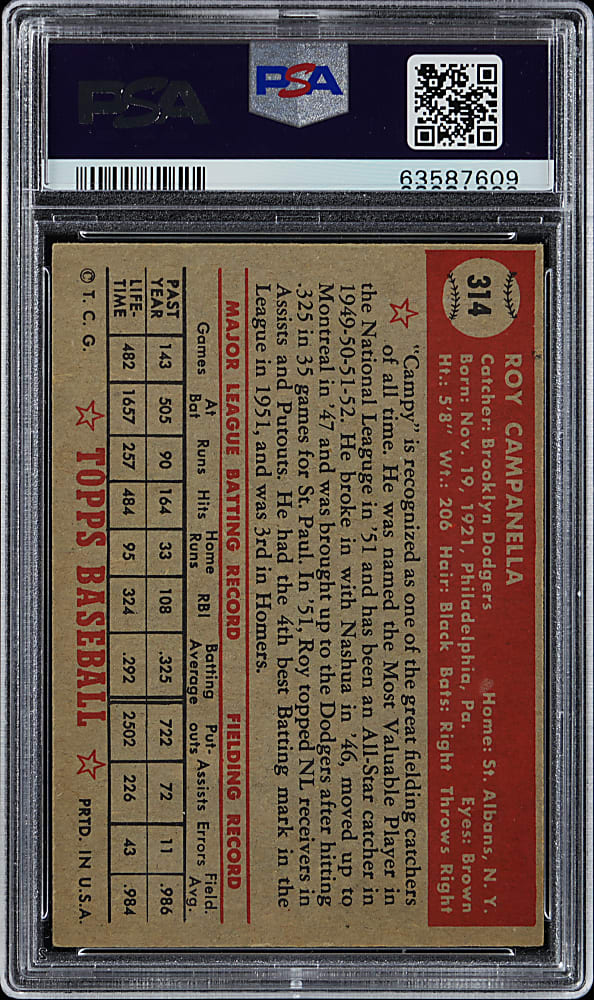 PSA
PSA
63587609
314
ROY CAMPANELLA
Catcher: Brooklyn Dodgers Home: St. Albans, N. Y.
Born: Nov. 19, 1921, Philadelphia, Pa. Eyes: Brown
Ht.: 5'8" Wt.: 206 Hair: Black Bats: Right Throws Right
"Campy" is recognized as one of the great fielding catchers
of all time. He was named the Most Valuable Player in
the National Leaguge in '51 and has been an All-Star catcher in
1949-50-51-52. He broke in with Nashua in '46, moved up to
Montreal in '47 and was brought up to the Dodgers after hitting
.325 in 35 games for St. Paul. In '51, Roy topped NL receivers in
Assists and Putouts. He had the 4th best Batting mark in the
League in 1951, and was 3rd in Homers.
MAJOR LEAGUE BATTING RECORD FIELDING RECORD
Games At Bat Runs Hits Home Runs RBI Batting Average Put-outs Assists Errors Field. Avg.
PAST YEAR 143 505 90 164 33 108 .325 722 72 11 .986
LIFE-TIME 482 1657 257 484 95 324 .292 2502 226 43 .984
© T. C. G. TOPPS BASEBALL PRTD. IN U.S.A.